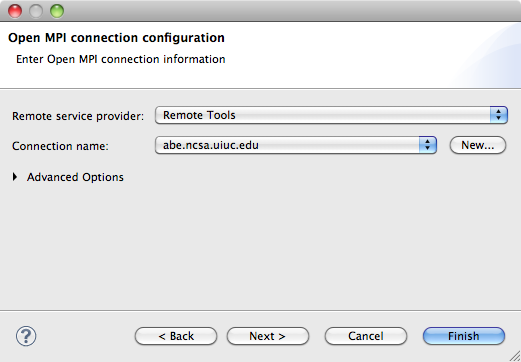 Open MPI connection configuration
Enter Open MPI connection information
Remote service provider: Remote Tools
Connection name: abe.ncsa.uiuc.edu New...
Advanced Options
? < Back Next > Cancel Finish